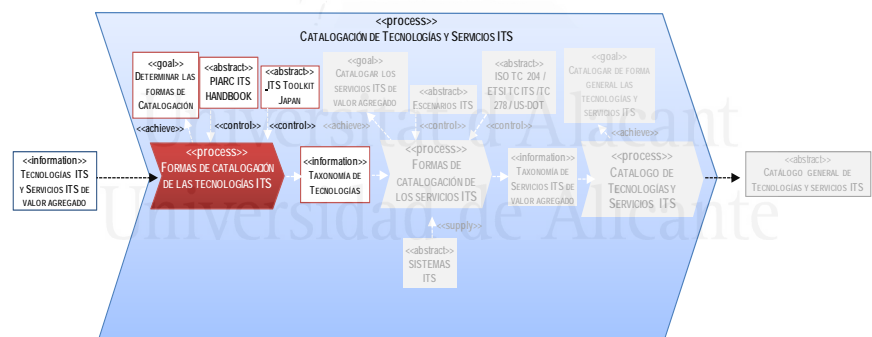 <<process>>
CATALOGACIÓN DE TECNOLOGÍAS Y SERVICIOS ITS
<<goal>>
DETERMINAR LAS
FORMAS DE
CATALOGACIÓN
<<abstract>>
PIARC ITS
HANDBOOK
<<abstract>>
ITS TOOLKIT
JAPAN
<<goal>>
CATALOGAR LOS
SERVICIOS ITS DE
VALOR AGREGADO
<<abstract>>
ESCENARIOS ITS
<<abstract>>
ISO TC 204 /
ETSI TC ITS /TC
278 / US-DOT
<<goal>>
CATALOGAR DE FORMA
GENERAL LAS
TECNOLOGÍAS Y
SERVICIOS ITS
<<achieve>>
<<control>>
<<control>>
<<achieve>>
<<control>>
<<control>>
<<achieve>>
<<information>>
TECNOLOGÍAS ITS
Y SERVICIOS ITS DE
VALOR AGREGADO
<<process>>
FORMAS DE CATALOGACIÓN
DE LAS TECNOLOGÍAS ITS
<<information>>
TAXONOMÍA DE
TECNOLOGÍAS
<<process>>
FORMAS DE
CATALOGACIÓN DE
LOS SERVICIOS ITS
<<information>>
TAXONOMÍA DE
SERVICIOS ITS DE
VALOR AGREGADO
<<process>>
CATALOGO DE
TECNOLOGÍAS Y
SERVICIOS ITS
<<abstract>>
CATÁLOGO GENERAL DE
TECNOLOGÍAS Y SERVICIOS ITS
<<supply>>
<<abstract>>
SISTEMAS
ITS
Universitat d'Alacant
Universidad de Alicante